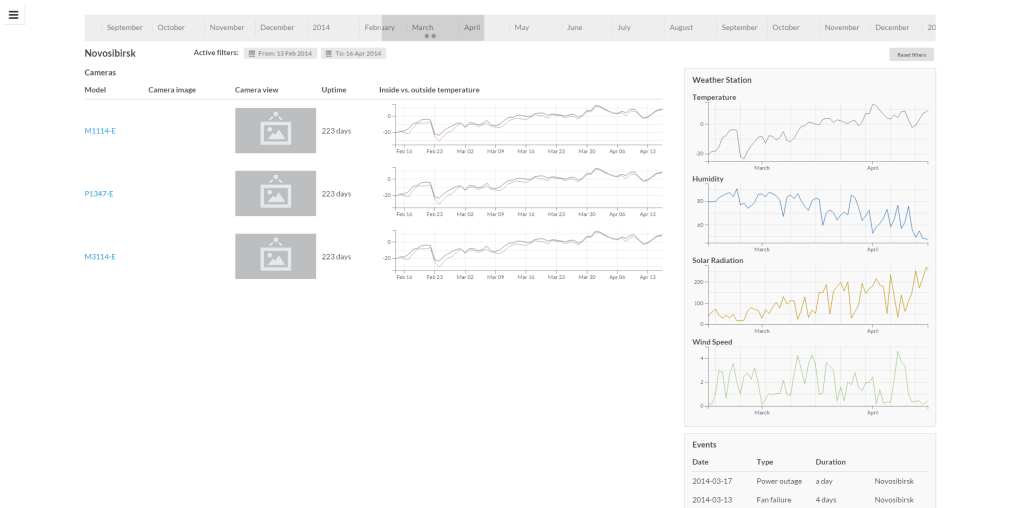 September October November December 2014 February March April May June July August September October November December 20
Novosibirsk Active filters: From: 13 Feb 2014 To: 16 Apr 2014 Reset filters
Cameras
Model Camera image Camera view Uptime Inside vs. outside temperature
M1114-E 223 days
0
-20
Feb 16 Feb 23 Mar 02 Mar 09 Mar 16 Mar 23 Mar 30 Apr 06 Apr 13
P1347-E 223 days
0
-20
Feb 16 Feb 23 Mar 02 Mar 09 Mar 16 Mar 23 Mar 30 Apr 06 Apr 13
M3114-E 223 days
0
-20
Feb 16 Feb 23 Mar 02 Mar 09 Mar 16 Mar 23 Mar 30 Apr 06 Apr 13
Weather Station
Temperature
0
-20
March April
Humidity
80
60
March April
Solar Radiation
200
100
0
March April
Wind Speed
4
2
0
March April
Events
Date Type Duration
2014-03-17 Power outage a day Novosibirsk
2014-03-13 Fan failure 4 days Novosibirsk